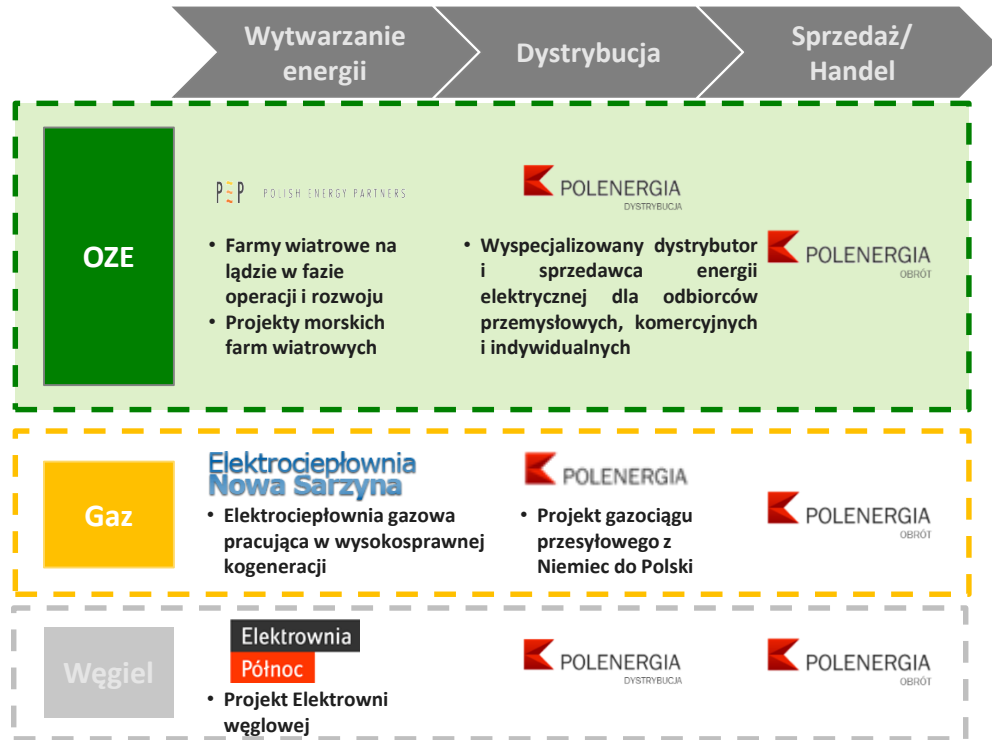 Wytwarzanie
energii
Dystrybucja
Sprzedaż/
Handel
OZE
PEP POLISH ENERGY PARTNERS
• Farmy wiatrowe na
lądzie w fazie
operacji i rozwoju
• Projekty morskich
farm wiatrowych
POLENERGIA
DYSTRYBUCJA
• Wyspecjalizowany dystrybutor
i sprzedawca energii
elektrycznej dla odbiorców
przemysłowych, komercyjnych
i indywidualnych
POLENERGIA
OBRÓT
Gaz
Elektrociepłownia
Nowa Sarzyna
• Elektrociepłownia gazowa
pracująca w wysokosprawnej
kogeneracji
POLENERGIA
• Projekt gazociągu
przesyłowego z
Niemiec do Polski
POLENERGIA
OBRÓT
Węgiel
Elektrownia
Północ
• Projekt Elektrowni
węglowej
POLENERGIA
DYSTRYBUCJA
POLENERGIA
OBRÓT